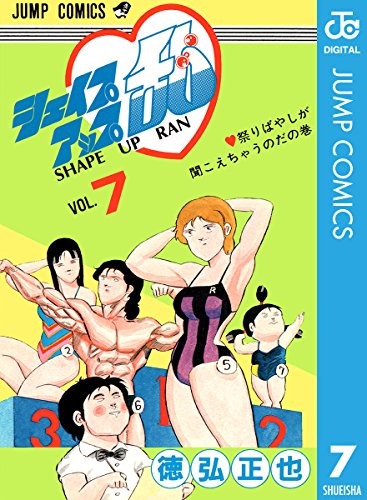 JUMP COMICS
シェイプ
アップ乱
SHAPE UP RAN
VOL. 7
♥祭りばやしが
聞こえちゃうのだの巻
DIGITAL
JUMP COMICS
2
R
5
7
6
3
1
2
徳弘正也
7
SHUEISHA